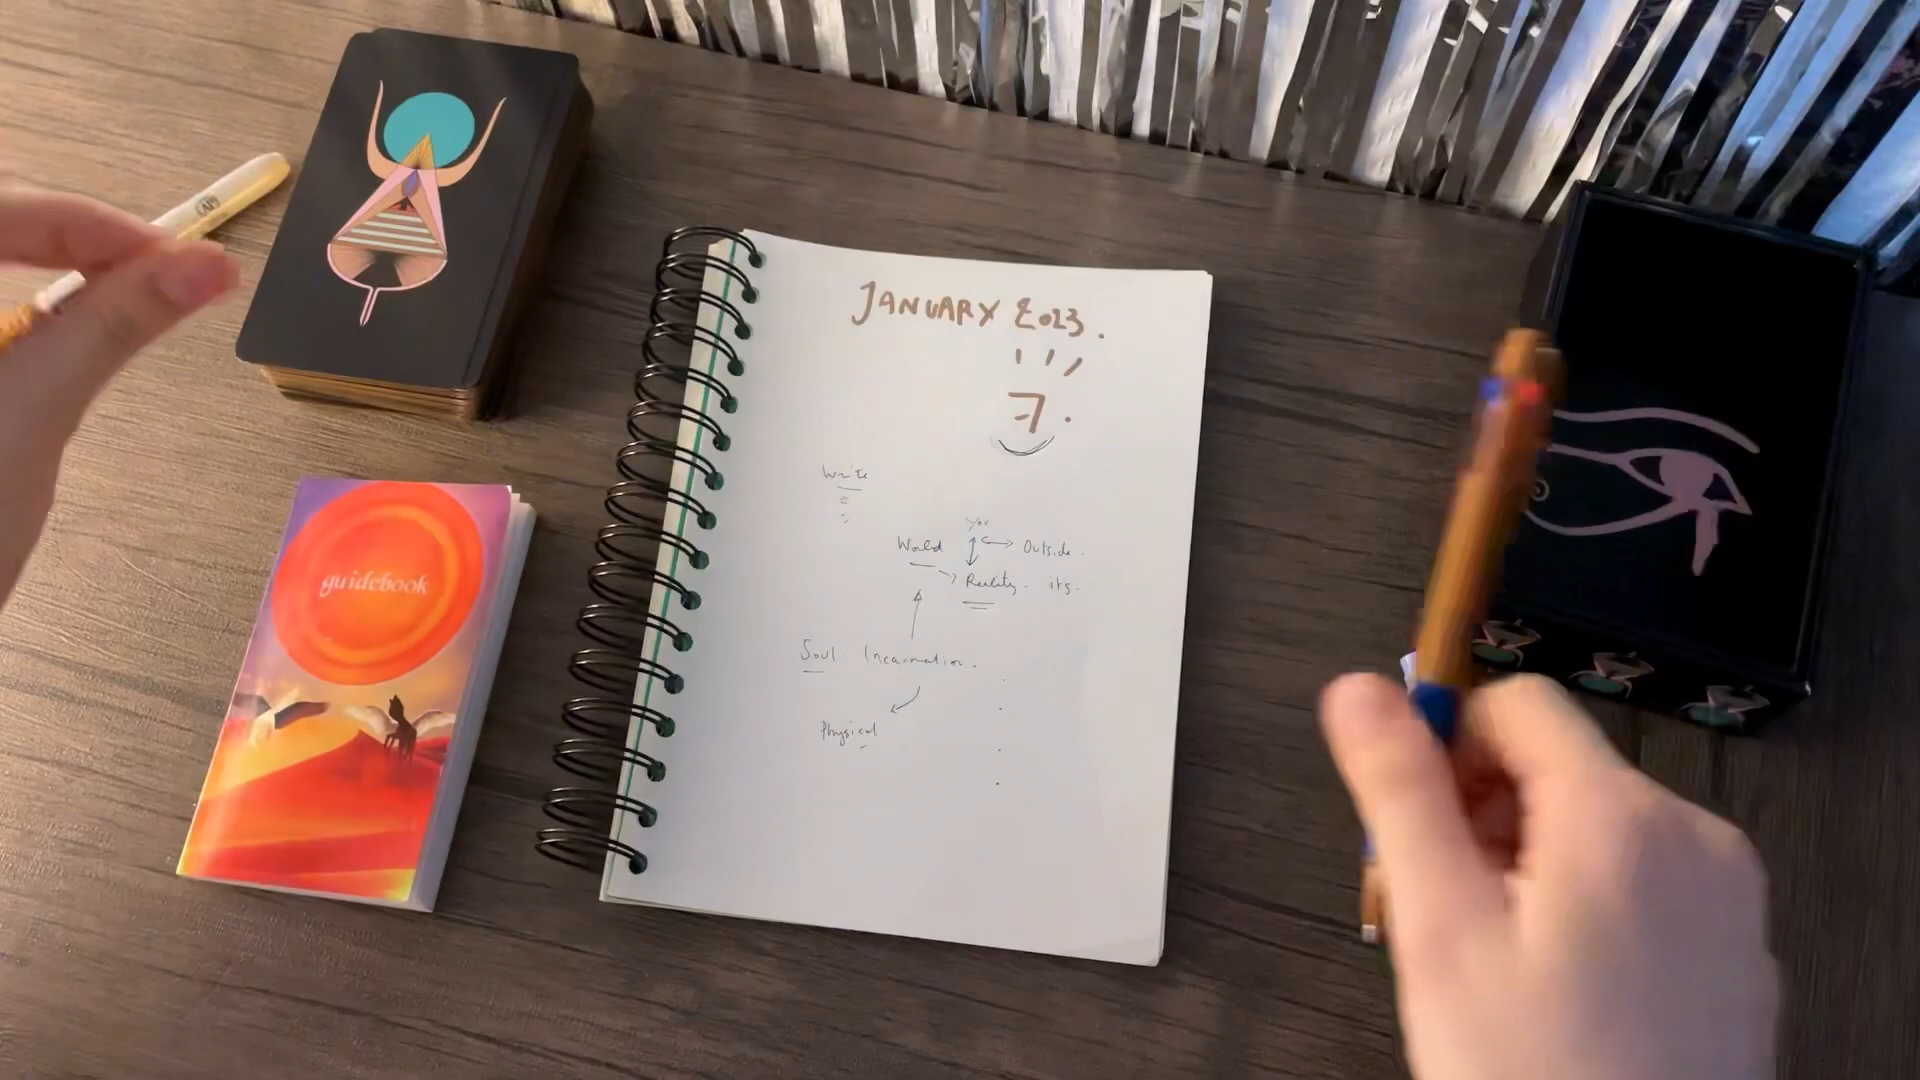 guidebook
JANUARY 2023.
7.
Write
You
World
Outside.
Reality. its.
Soul Incarnation.
Physical